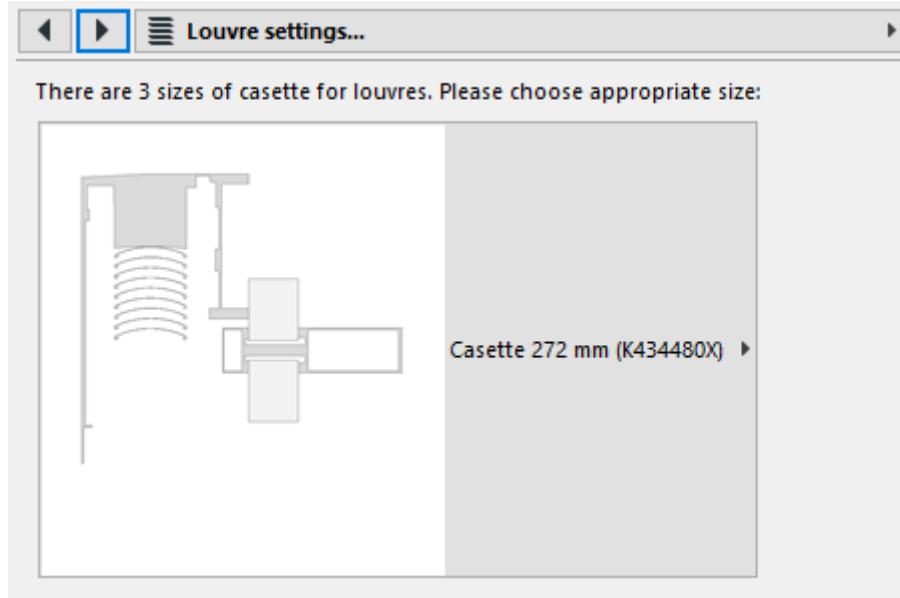 Louvre settings...
There are 3 sizes of casette for louvres. Please choose appropriate size:
Casette 272 mm (K434480X)